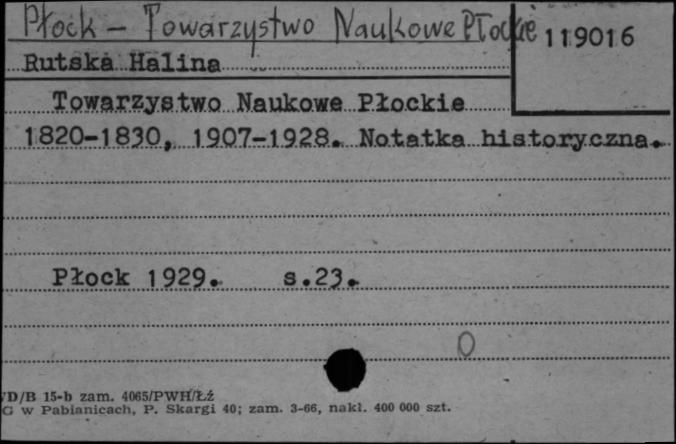 Płock - Towarzystwo Naukowe Płockie
119016
Rutska Halina
Towarzystwo Naukowe Płockie
1820-1830, 1907-1928. Notatka historyczna.
Płock 1929. s.23.
0
/D/B 15-b zam. 4065/PWH/Łź
G w Pabianicach, P. Skargi 40; zam. 3-66, nakl. 400 000 szt.